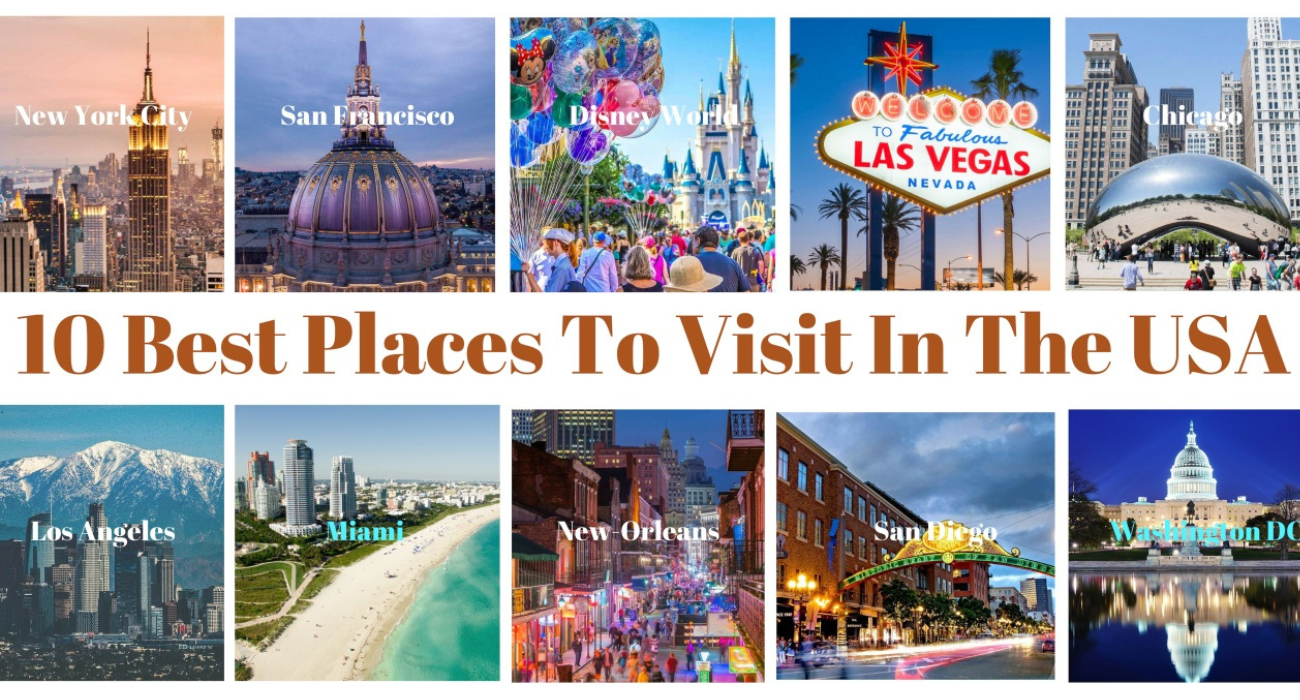 New York City
San Francisco
Disney World
WELCOME
TO Fabulous
LAS VEGAS
NEVADA
Chicago
10 Best Places To Visit In The USA
Los Angeles
Miami
New-Orleans
San Diego
Washington DC